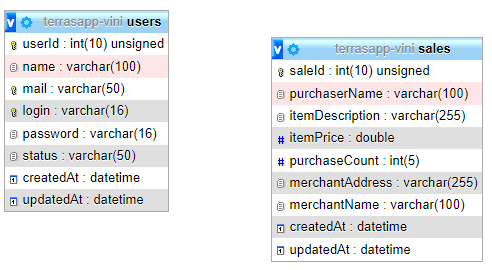 v terrasapp-vini users
userId : int(10) unsigned
name : varchar(100)
mail : varchar(50)
login : varchar(16)
password : varchar(16)
status : varchar(50)
createdAt : datetime
updatedAt : datetime
v terrasapp-vini sales
saleId : int(10) unsigned
purchaserName : varchar(100)
itemDescription : varchar(255)
# itemPrice : double
# purchaseCount : int(5)
merchantAddress : varchar(255)
merchantName : varchar(100)
createdAt : datetime
updatedAt : datetime